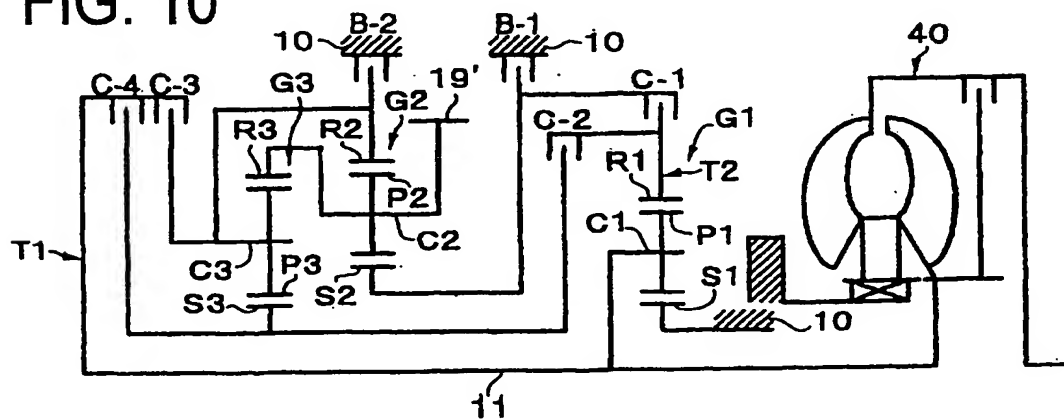 FIG. 10
B-2 B-1
10 10 40
C-4 C-3 19' C-1
G3 G2 C-2 G1
R3 R2 R1 T2
P2 C1 P1
T1 C3 C2
P3 S2 S1
S3 10
11